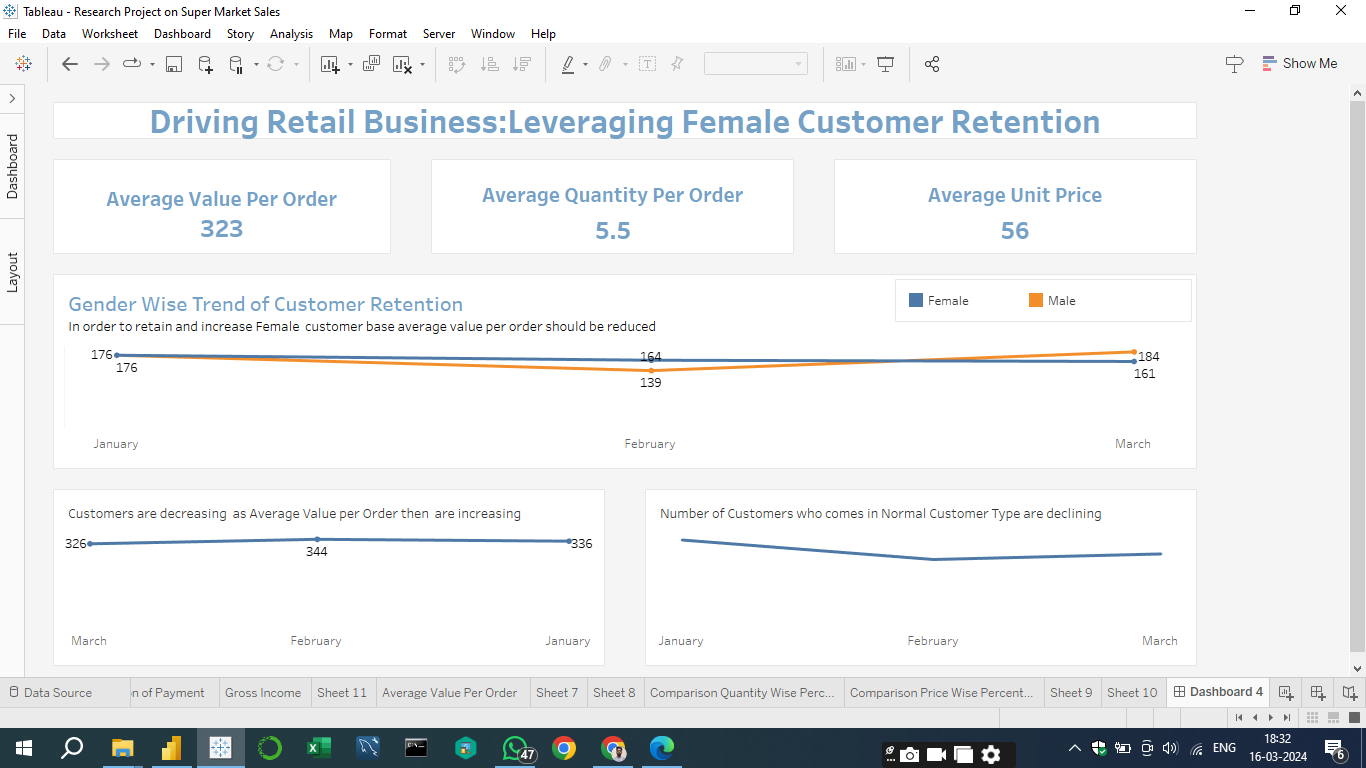 Tableau - Research Project on Super Market Sales
File Data Worksheet Dashboard Story Analysis Map Format Server Window Help
Show Me
Dashboard
Layout
Driving Retail Business:Leveraging Female Customer Retention
Average Value Per Order
323
Average Quantity Per Order
5.5
Average Unit Price
56
Gender Wise Trend of Customer Retention
In order to retain and increase Female  customer base average value per order should be reduced
Female Male
176 164 184
176 139 161
January February March
Customers are decreasing  as Average Value per Order then  are increasing
326 344 336
March February January
Number of Customers who comes in Normal Customer Type are declining
January February March
Data Source n of Payment Gross Income Sheet 11 Average Value Per Order Sheet 7 Sheet 8 Comparison Quantity Wise Perc... Comparison Price Wise Percent... Sheet 9 Sheet 10 Dashboard 4
47
ENG
18:32
16-03-2024
6